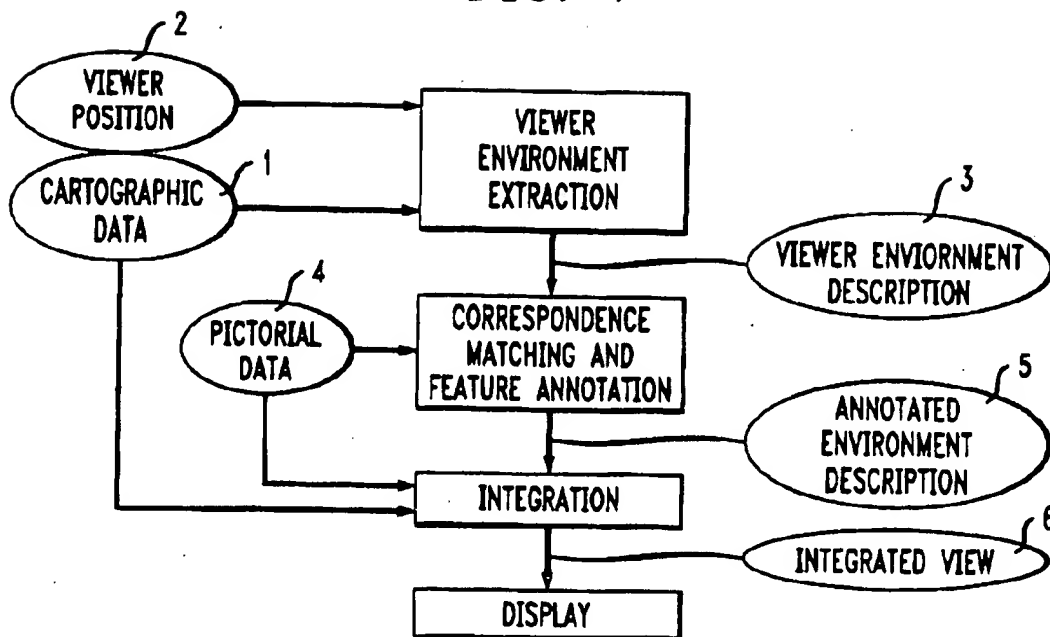 2
VIEWER
POSITION
1
CARTOGRAPHIC
DATA
VIEWER
ENVIRONMENT
EXTRACTION
3
VIEWER ENVIORNMENT
DESCRIPTION
4
PICTORIAL
DATA
CORRESPONDENCE
MATCHING AND
FEATURE ANNOTATION
5
ANNOTATED
ENVIRONMENT
DESCRIPTION
INTEGRATION
6
INTEGRATED VIEW
DISPLAY